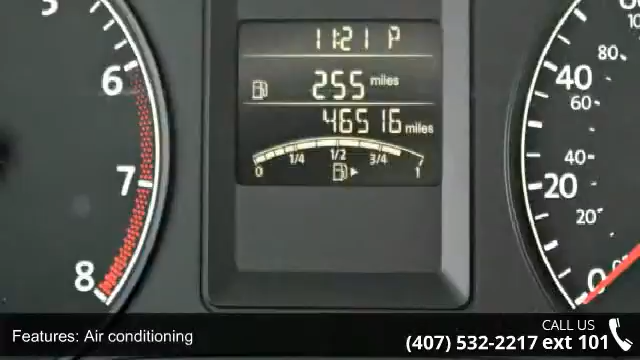 5
6
7
8
11:21 P
255 miles
46516 miles
0 1/4 1/2 3/4 1
80
40
60
40
20
20
0
Features: Air conditioning
CALL US
(407) 532-2217 ext 101